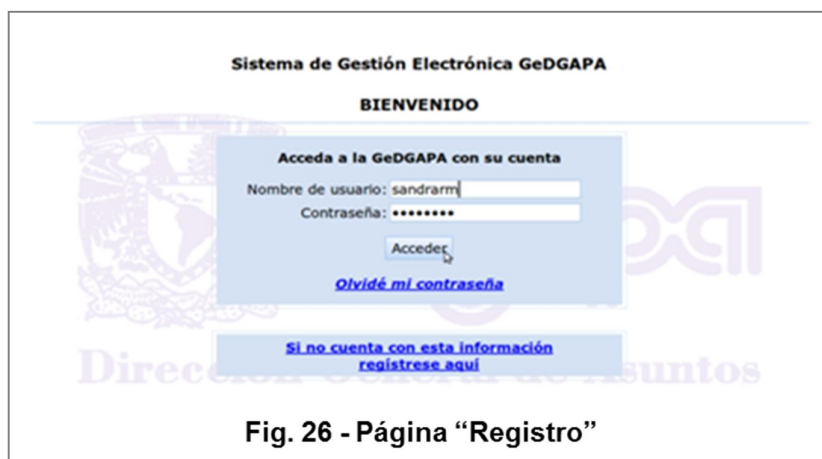 Sistema de Gestión Electrónica GeDGAPA
BIENVENIDO
Acceda a la GeDGAPA con su cuenta
Nombre de usuario: sandrarm
Contraseña: ••••••••
Acceder
Olvidé mi contraseña
Si no cuenta con esta información
regístrese aquí
Dirección General de Asuntos
Fig. 26 - Página “Registro”